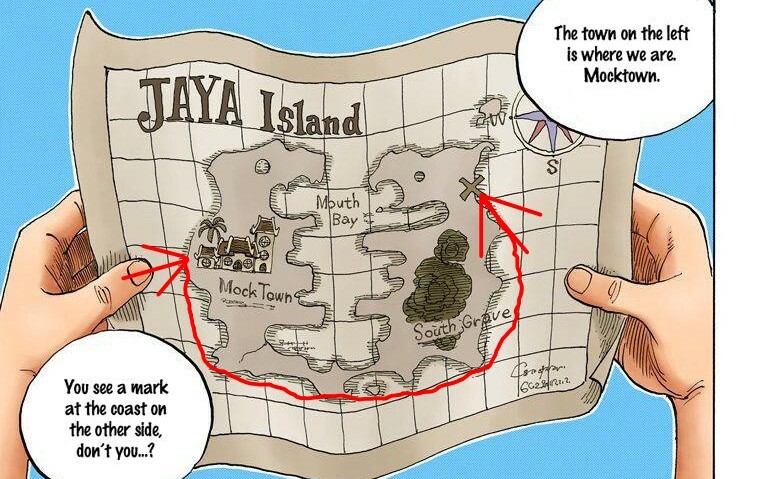 The town on the left
is where we are.
Mocktown.
JAYA Island
W
S
Mouth
Bay
Mock Town
South Grave
You see a mark
at the coast on
the other side,
don't you...?